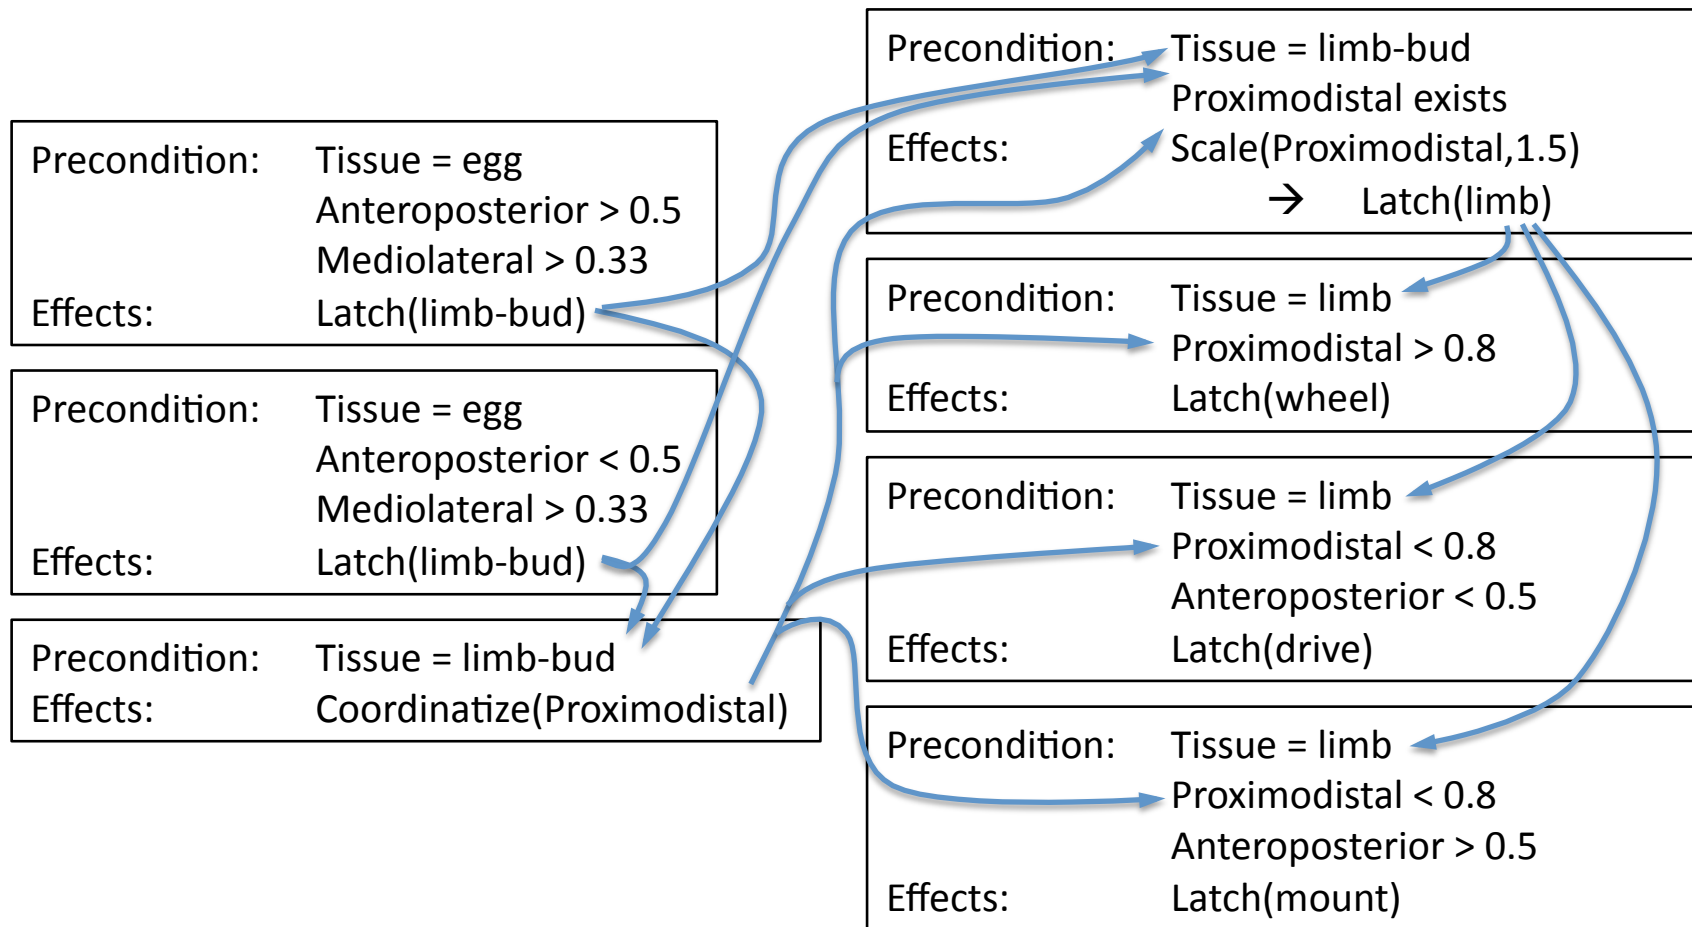 Precondition: Tissue = egg
Anteroposterior > 0.5
Mediolateral > 0.33
Effects: Latch(limb-bud)
Precondition: Tissue = egg
Anteroposterior < 0.5
Mediolateral > 0.33
Effects: Latch(limb-bud)
Precondition: Tissue = limb-bud
Effects: Coordinatize(Proximodistal)
Precondition: Tissue = limb-bud
Proximodistal exists
Effects: Scale(Proximodistal,1.5)
→ Latch(limb)
Precondition: Tissue = limb
Proximodistal > 0.8
Effects: Latch(wheel)
Precondition: Tissue = limb
Proximodistal < 0.8
Anteroposterior < 0.5
Effects: Latch(drive)
Precondition: Tissue = limb
Proximodistal < 0.8
Anteroposterior > 0.5
Effects: Latch(mount)